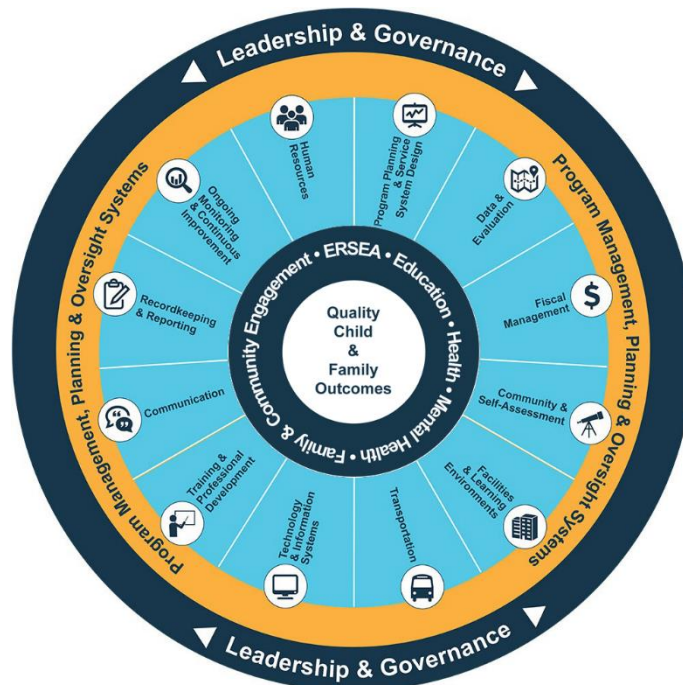 Leadership & Governance
Program Management, Planning & Oversight Systems
Program Management, Planning & Oversight Systems
Human
Resources
Program Planning
& Service
System Design
Data &
Evaluation
Fiscal
Management
Community &
Self-Assessment
Facilities
& Learning
Environments
Transportation
Technology
& Information
Systems
Training &
Professional
Development
Communication
Recordkeeping
& Reporting
Ongoing
Monitoring
& Continuous
Improvement
Family & Community Engagement • ERSEA • Education • Health • Mental Health •
Quality
Child
&
Family
Outcomes
$
Leadership & Governance